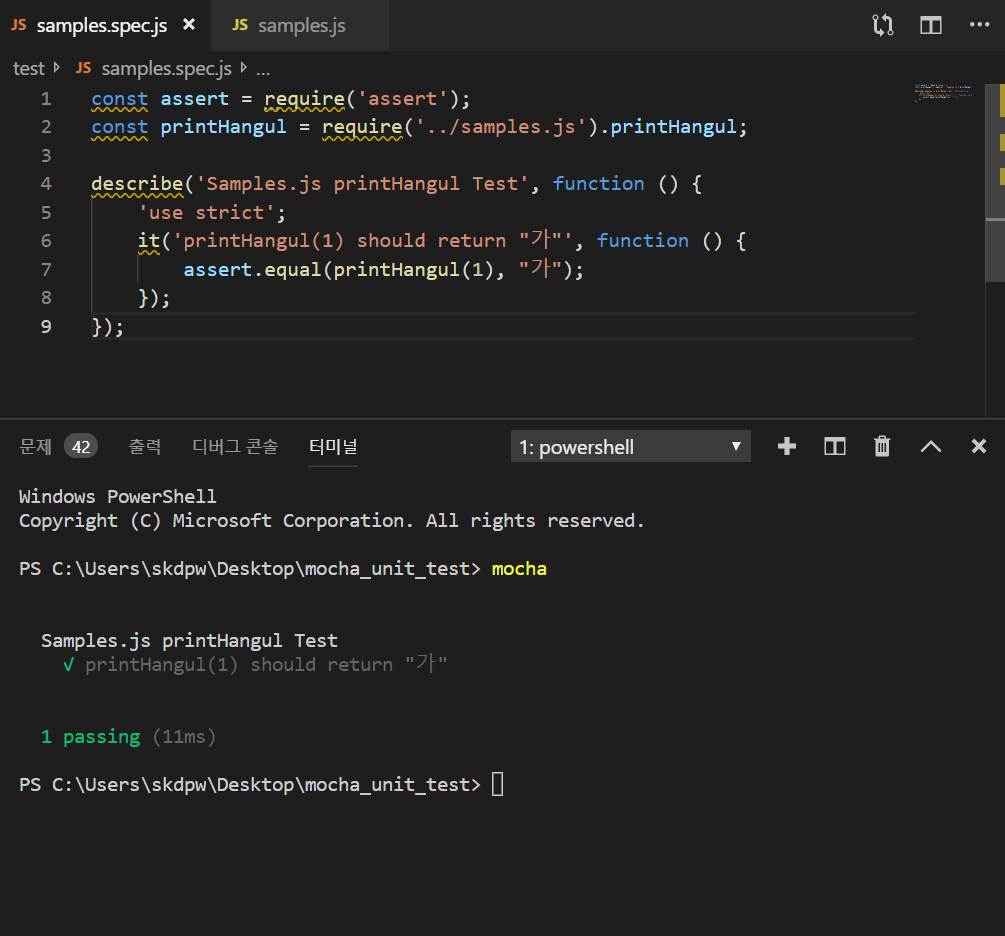 JS samples.spec.js × JS samples.js ...
test JS samples.spec.js ...
1 const assert = require('assert');
2 const printHangul = require('../samples.js').printHangul;
3
4 describe('Samples.js printHangul Test', function () {
5 'use strict';
6 it('printHangul(1) should return "가"', function () {
7 assert.equal(printHangul(1), "가");
8 });
9 });
문제 42 출력 디버그 콘솔 터미널 1: powershell
Windows PowerShell
Copyright (C) Microsoft Corporation. All rights reserved.
PS C:\Users\skdpw\Desktop\mocha_unit_test> mocha
Samples.js printHangul Test
√ printHangul(1) should return "가"
1 passing (11ms)
PS C:\Users\skdpw\Desktop\mocha_unit_test>